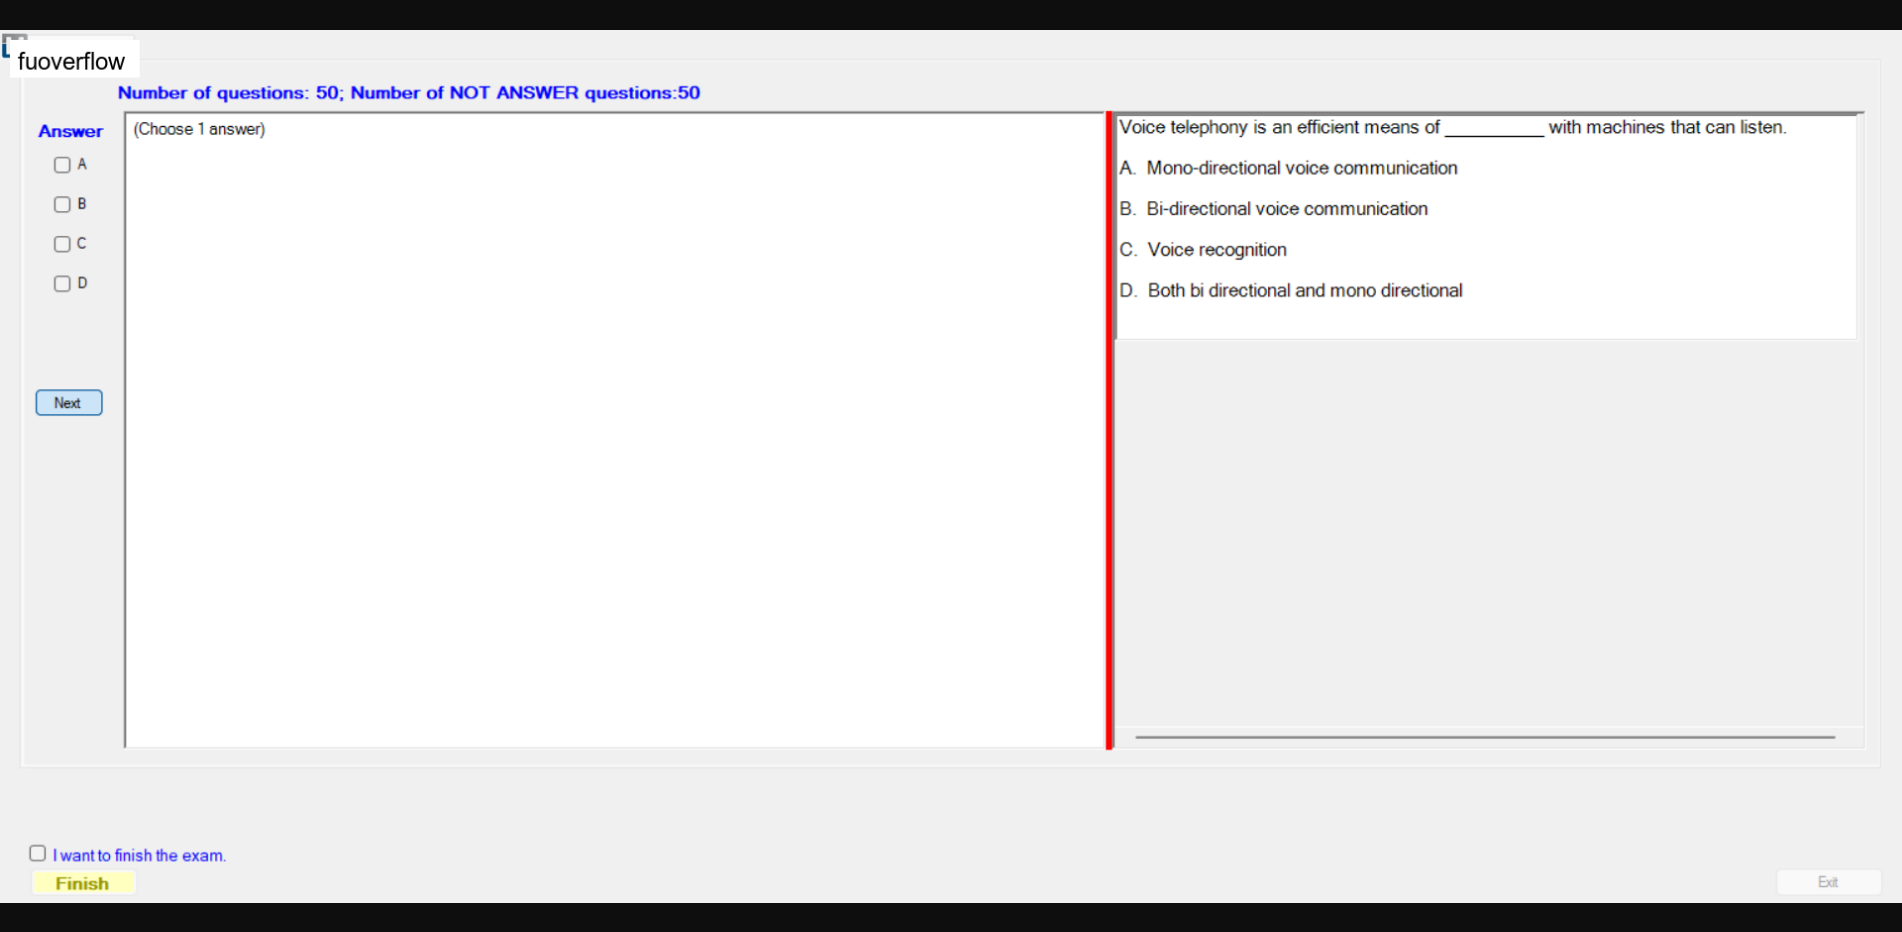 fuoverflow
Number of questions: 50; Number of NOT ANSWER questions:50
Answer
A
B
C
D
Next
(Choose 1 answer)
Voice telephony is an efficient means of __________ with machines that can listen.
A. Mono-directional voice communication
B. Bi-directional voice communication
C. Voice recognition
D. Both bi directional and mono directional
I want to finish the exam.
Finish
Exit